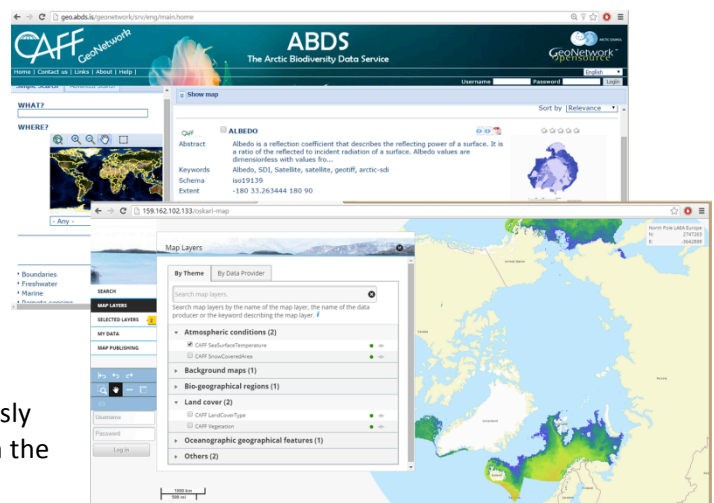 geo.abds.is/geonetwork/srv/eng/main.home
CAFF GeoNetwork
ABDS
The Arctic Biodiversity Data Service
GeoNetwork
opensource
Home | Contact us | Links | About | Help |
English
Username Password Login
Simple Search Advanced Search
Show map
WHAT?
Sort by Relevance
WHERE?
ALBEDO
Abstract Albedo is a reflection coefficient that describes the reflecting power of a surface. It is
a ratio of the reflected to incident radiation of a surface. Albedo values are
dimensionless with values fro...
Keywords Albedo, SDI, Satellite, satellite, geotiff, arctic-sdi
Schema iso19139
Extent -180 33.263444 180 90
- Any -
Boundaries
Freshwater
Marine
Remote sensing
159.162.102.133/oskari-map
North Pole LAEA Europe
N: 2747263
E: -3642888
Map Layers
By Theme By Data Provider
Search map layers.
Search map layers by the name of the map layer, the name of the data
producer or the keyword describing the map layer. i
SEARCH
MAP LAYERS
SELECTED LAYERS 2
MY DATA
MAP PUBLISHING
Atmospheric conditions (2)
CAFF SeaSurfaceTemperature
CAFF SnowCoveredArea
Background maps (1)
Bio-geographical regions (1)
Land cover (2)
CAFF LandCoverType
CAFF Vegetation
Oceanographic geographical features (1)
Others (2)
Username
Password
Log in
1000 km
500 mi
sly
the